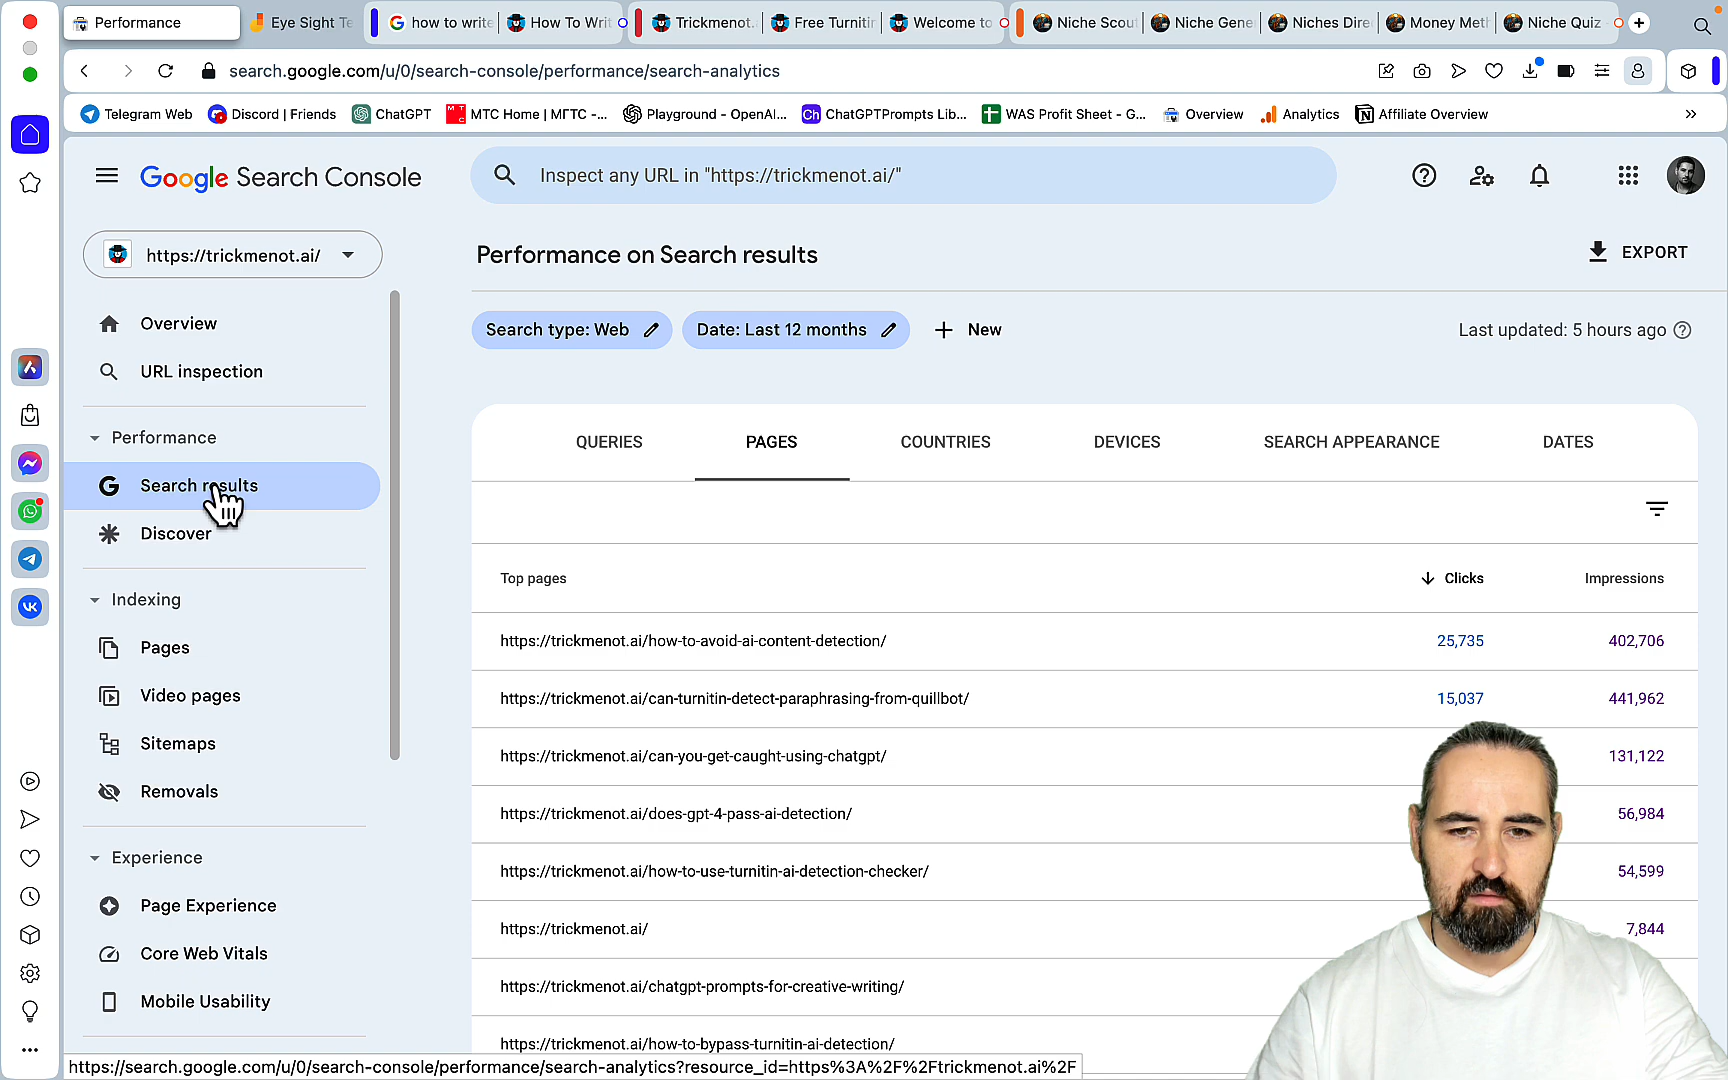 Performance
Eye Sight Te
how to write
How To Writ
Trickmenot.
Free Turniti
Welcome to
Niche Scout
Niche Gene
Niches Dire
Money Meth
Niche Quiz -
search.google.com/u/0/search-console/performance/search-analytics
Telegram Web
Discord | Friends
ChatGPT
МТС Home | МГТС -...
Playground - OpenAI...
Ch
ChatGPTPrompts Lib...
WAS Profit Sheet - G...
Overview
Analytics
Affiliate Overview
Google Search Console
Inspect any URL in "https://trickmenot.ai/"
https://trickmenot.ai/
Performance on Search results
EXPORT
Overview
Search type: Web
Date: Last 12 months
New
Last updated: 5 hours ago
URL inspection
Performance
QUERIES
PAGES
COUNTRIES
DEVICES
SEARCH APPEARANCE
DATES
Search results
Discover
Indexing
Top pages
Clicks
Impressions
Pages
https://trickmenot.ai/how-to-avoid-ai-content-detection/
25,735
402,706
Video pages
https://trickmenot.ai/can-turnitin-detect-paraphrasing-from-quillbot/
15,037
441,962
Sitemaps
https://trickmenot.ai/can-you-get-caught-using-chatgpt/
131,122
Removals
https://trickmenot.ai/does-gpt-4-pass-ai-detection/
56,984
Experience
https://trickmenot.ai/how-to-use-turnitin-ai-detection-checker/
54,599
Page Experience
https://trickmenot.ai/
7,844
Core Web Vitals
https://trickmenot.ai/chatgpt-prompts-for-creative-writing/
Mobile Usability
https://trickmenot.ai/how-to-bypass-turnitin-ai-detection/
https://search.google.com/u/0/search-console/performance/search-analytics?resource_id=https%3A%2F%2Ftrickmenot.ai%2F